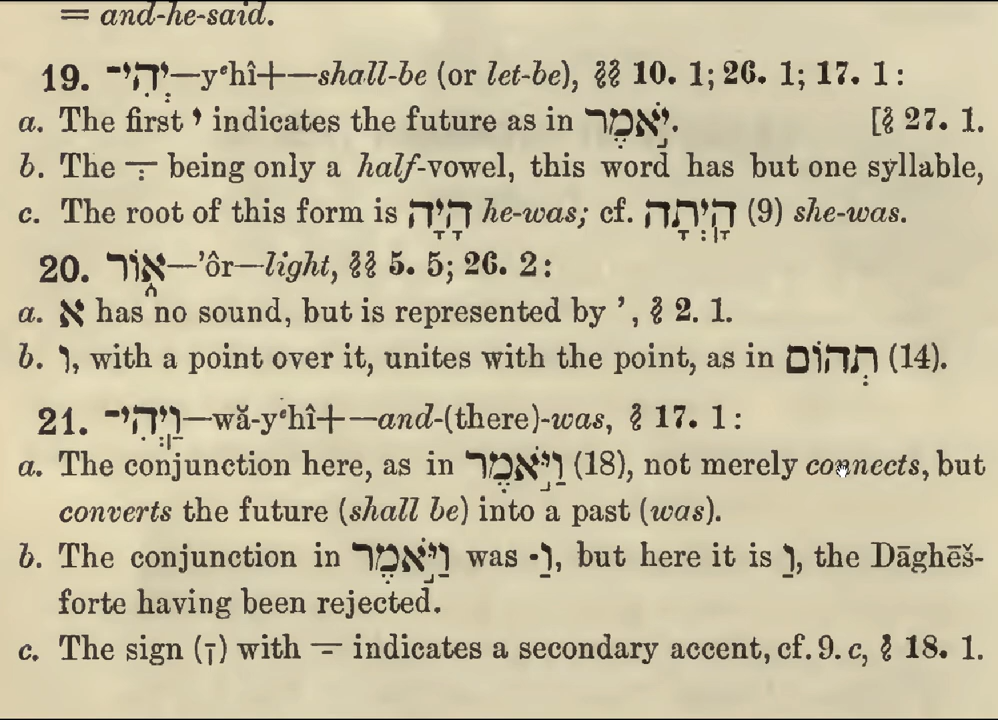 = and-he-said.
19. יְהִי־—yᵉhî+—shall-be (or let-be), §§ 10. 1; 26. 1; 17. 1:
a. The first י indicates the future as in יֹ֥אמֶר. [§ 27. 1.
b. The ־ְ being only a half-vowel, this word has but one syllable,
c. The root of this form is הָיָה he-was; cf. הָֽיְתָה (9) she-was.
20. א֑וֹר—’ôr—light, §§ 5. 5; 26. 2:
a. א has no sound, but is represented by ’, § 2. 1.
b. ו, with a point over it, unites with the point, as in תְהוֹם (14).
21. וַֽיְהִי־—wă-yᵉhî+—and-(there)-was, § 17. 1:
a. The conjunction here, as in וַיֹּ֥אמֶר (18), not merely connects, but
converts the future (shall be) into a past (was).
b. The conjunction in וַיֹּ֥אמֶר was וַ·, but here it is וַ, the Dāghēš-
forte having been rejected.
c. The sign (ֽ) with ־ indicates a secondary accent, cf. 9. c, § 18. 1.